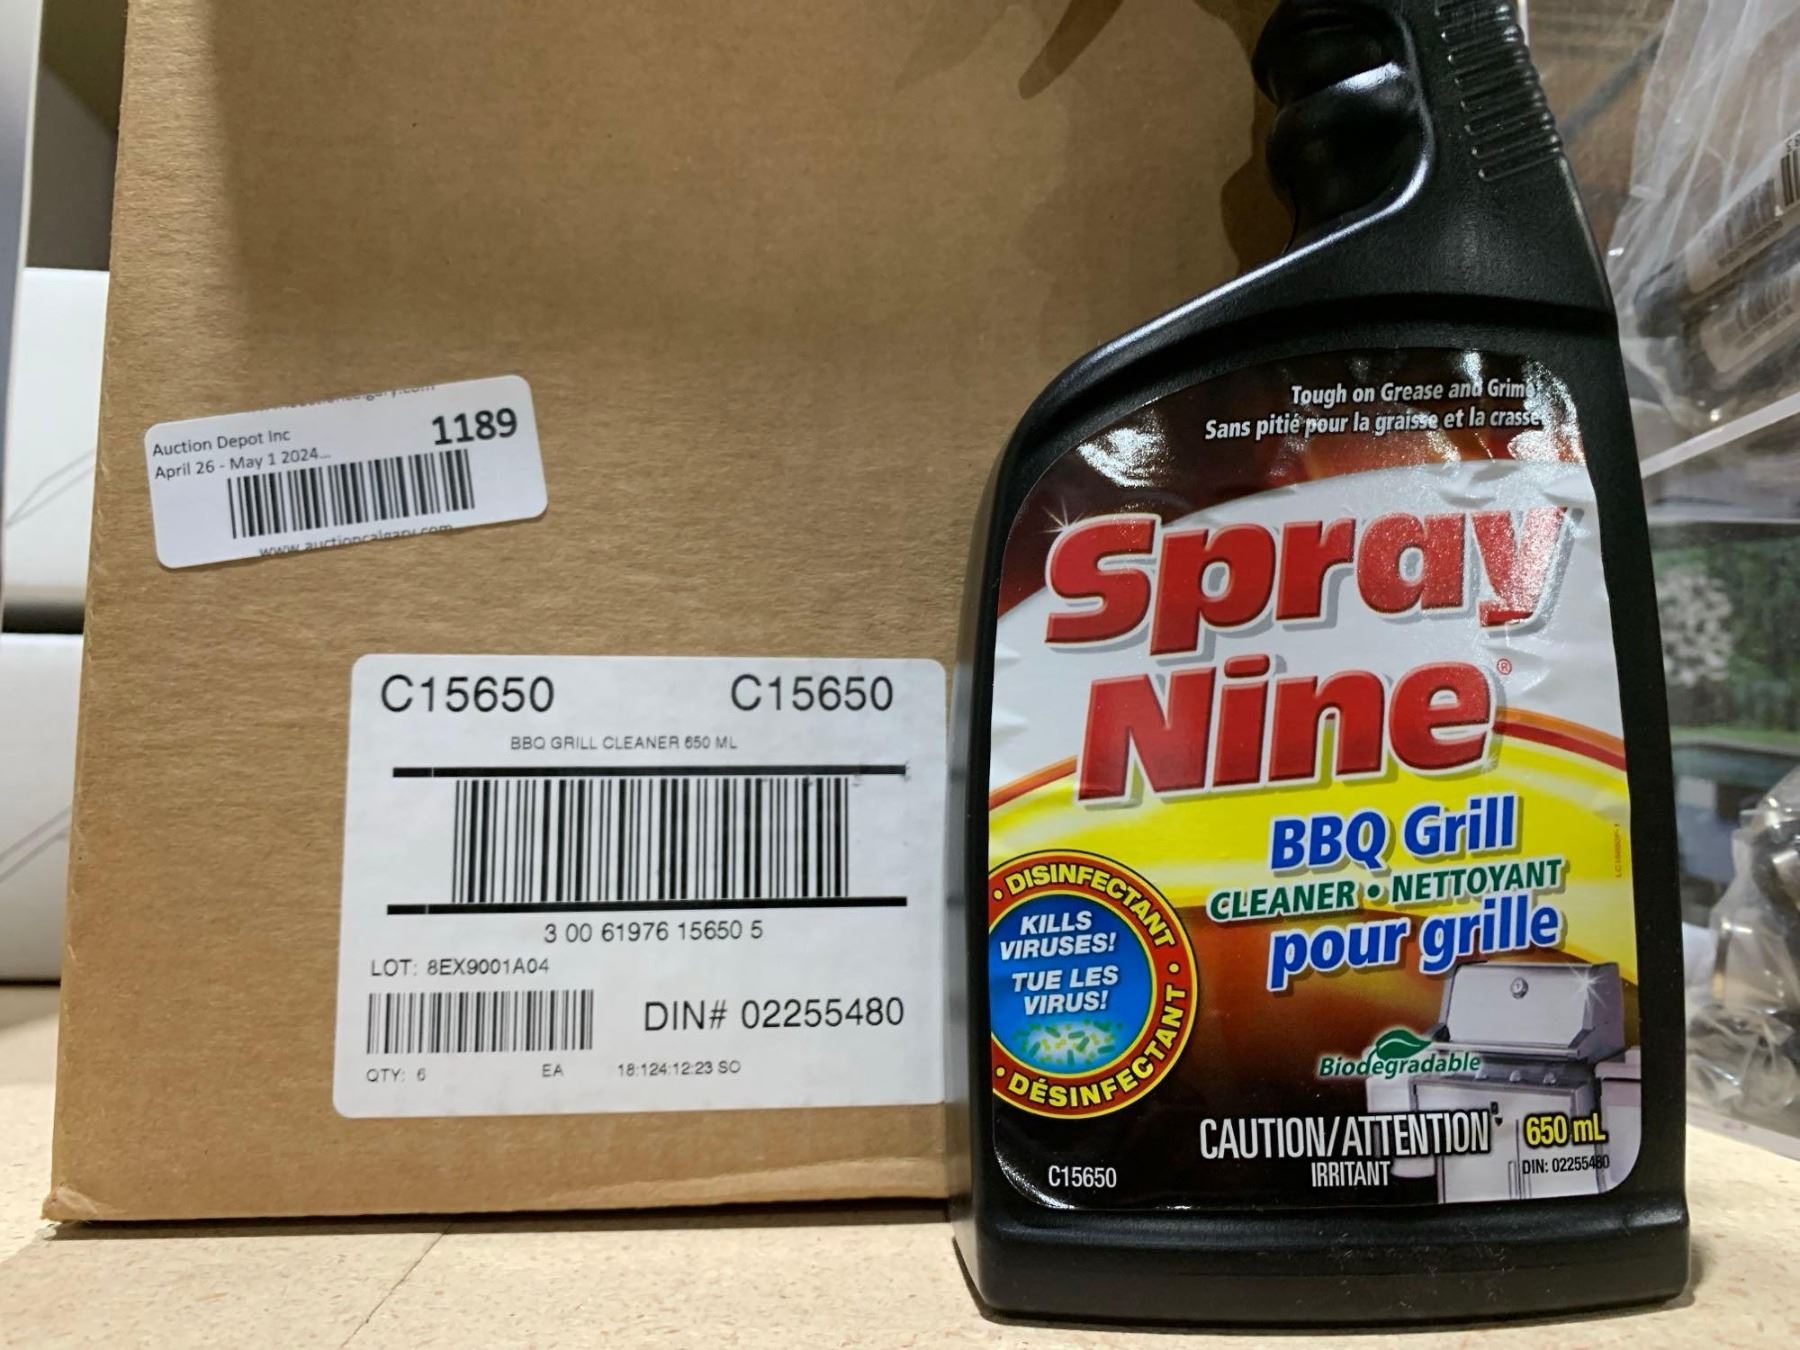 Auction Depot Inc
1189
April 26 - May 1 2024...
www.auctioncalgary.com
C15650 C15650
BBQ GRILL CLEANER 650 ML
3 00 61976 15650 5
LOT: 8EX9001A04
DIN# 02255480
QTY: 6 EA 18:124:12:23 SO
Tough on Grease and Grime
Sans pitié pour la graisse et la crasse
Spray
Nine®
BBQ Grill
CLEANER • NETTOYANT
pour grille
• DISINFECTANT •
KILLS
VIRUSES!
TUE LES
VIRUS!
• DÉSINFECTANT •
Biodegradable
CAUTION/ATTENTION
IRRITANT
650 mL
DIN: 02255480
C15650